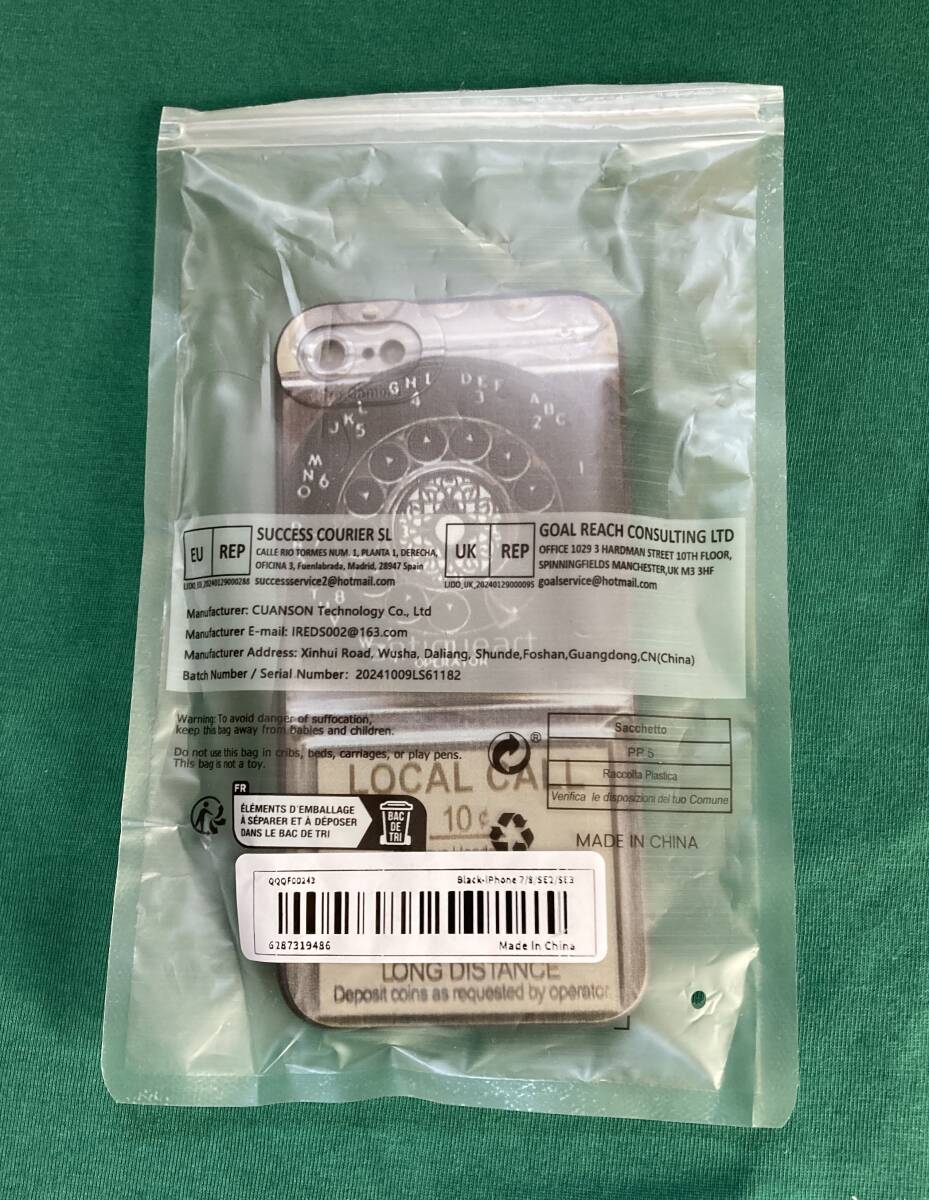 GHI
DEF
4
3
ABC
JKL
2
5
1
MNO
6
EU REP
SUCCESS COURIER SL
CALLE RIO TORMES NUM. 1, PLANTA 1, DERECHA,
OFICINA 3, Fuenlabrada, Madrid, 28947 Spain
successservice2@hotmail.com
UK REP
GOAL REACH CONSULTING LTD
OFFICE 1029 3 HARDMAN STREET 10TH FLOOR,
SPINNINGFIELDS MANCHESTER,UK M3 3HF
LIDO_UK_20240129000095 goalservice@hotmail.com
8
Manufacturer: CUANSON Technology Co., Ltd
Manufacturer E-mail: IREDS002@163.com
Manufacturer Address: Xinhui Road, Wusha, Daliang, Shunde,Foshan,Guangdong,CN(China)
OPERATOR
Batch Number / Serial Number: 20241009LS61182
Warning: To avoid danger of suffocation,
keep this bag away from babies and children.
Do not use this bag in cribs, beds, carriages, or play pens.
This bag is not a toy.
®
Sacchetto
PP 5
Raccolta Plastica
Verifica le disposizioni del tuo Comune
LOCAL CALL
10 ¢
FR
ÉLÉMENTS D'EMBALLAGE
À SÉPARER ET À DÉPOSER
DANS LE BAC DE TRI
BAC
DE
TRI
MADE IN CHINA
QQQF00243
Black-iPhone 7/8/SE2/SE3
6287319486
Made In China
LONG DISTANCE
Deposit coins as requested by operator